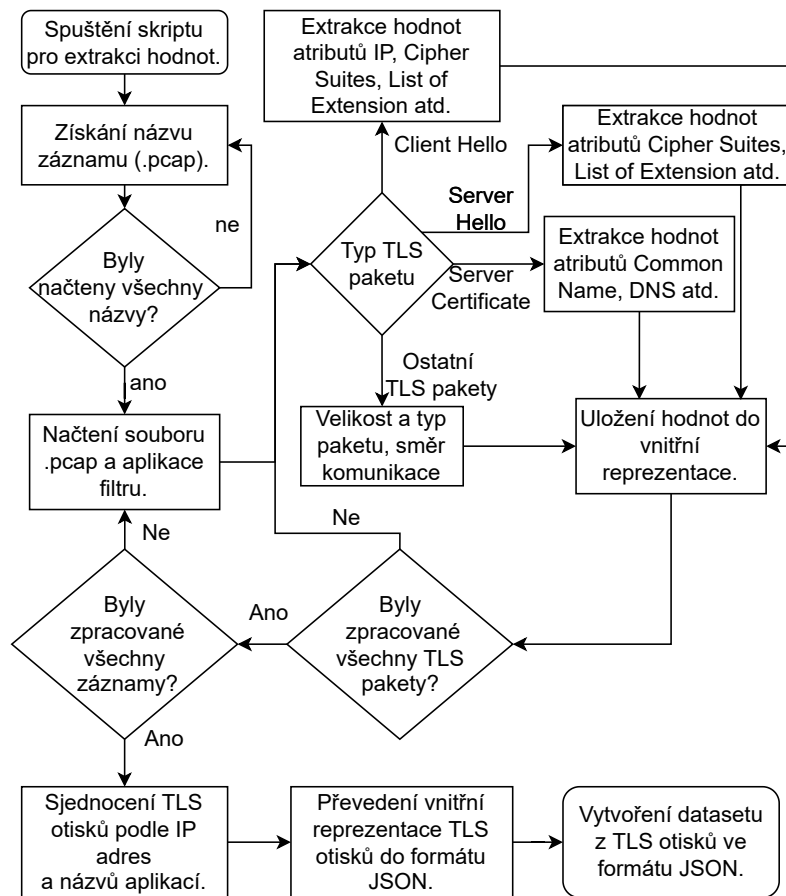 Spuštění skriptu
pro extrakci hodnot.
Získání názvu
záznamu (.pcap).
ne
Byly
načteny všechny
názvy?
ano
Načtení souboru
.pcap a aplikace
filtru.
Extrakce hodnot
atributů IP, Cipher
Suites, List of
Extension atd.
Client Hello
Extrakce hodnot
atributů Cipher Suites,
List of Extension atd.
Server
Hello
Typ TLS
paketu
Server
Certificate
Extrakce hodnot
atributů Common
Name, DNS atd.
Ostatní
TLS pakety
Velikost a typ
paketu, směr
komunikace
Uložení hodnot do
vnitřní
reprezentace.
Ne
Ne
Byly
zpracované
všechny
záznamy?
Ano
Byly
zpracované
všechny TLS
pakety?
Ano
Sjednocení TLS
otisků podle IP
adres
a názvů aplikací.
Převedení vnitřní
reprezentace TLS
otisků do formátu
JSON.
Vytvoření datasetu
z TLS otisků ve
formátu JSON.